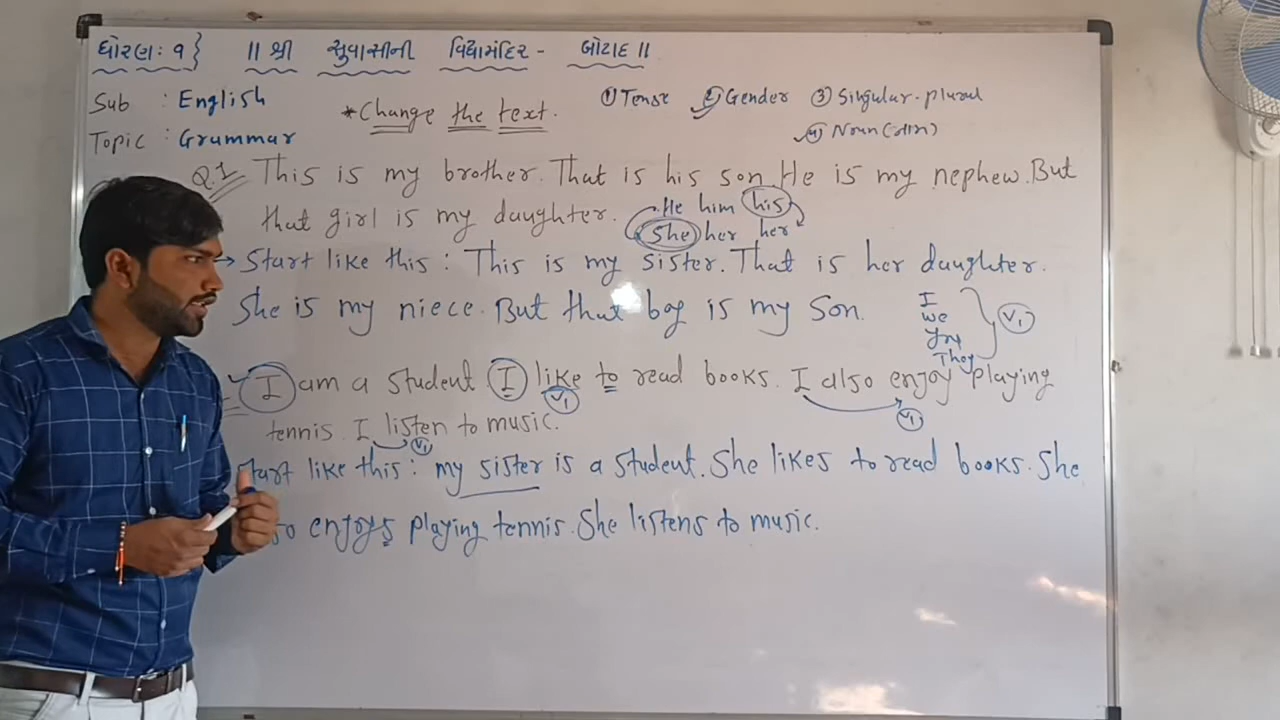 ધોરણ: ૧ } ॥ શ્રી સુવાસીની વિદ્યામંદિર - બોટાદ ॥
Sub : English
Topic : Grammar
* Change the text.
① Tense ② Gender ③ Singular - plural
④ Noun (નામ)
Q.1 This is my brother. That is his son. He is my nephew. But
that girl is my daughter.
He him his
She her her
→ Start like this : This is my sister. That is her daughter.
She is my niece. But that boy is my son.
I
we
You
They
V1
I am a student I like to read books. I also enjoy playing
V1 V1
tennis. I listen to music.
V1
tart like this : my sister is a student. She likes to read books. She
so enjoys playing tennis. She listens to music.